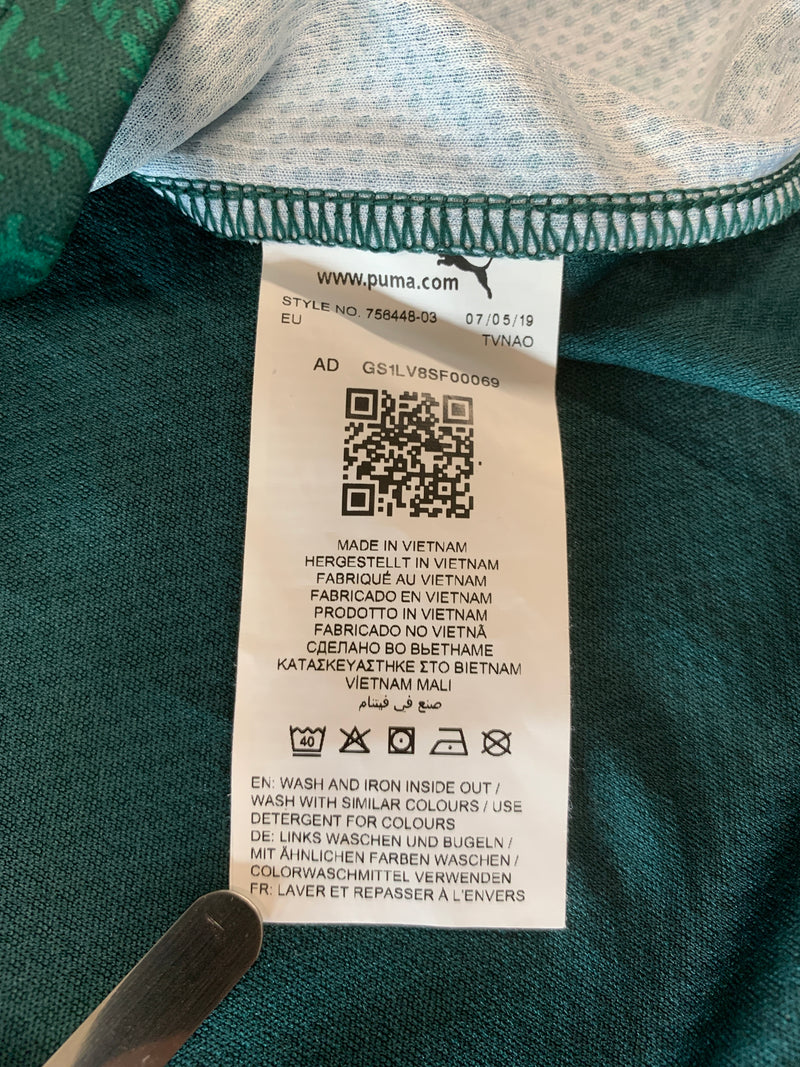 www.puma.com
STYLE NO. 756448-03 07/05/19
EU TVNAO
AD GS1LV8SF00069
MADE IN VIETNAM
HERGESTELLT IN VIETNAM
FABRIQUÉ AU VIETNAM
FABRICADO EN VIETNAM
PRODOTTO IN VIETNAM
FABRICADO NO VIETNÃ
СДЕЛАНО ВО ВЬЕТНАМЕ
ΚΑΤΑΣΚΕΥΑΣΤΗΚΕ ΣΤΟ ΒΙΕΤΝΑΜ
VİETNAM MALI
صنع في فيتنام
40
EN: WASH AND IRON INSIDE OUT /
WASH WITH SIMILAR COLOURS / USE
DETERGENT FOR COLOURS
DE: LINKS WASCHEN UND BUGELN /
MIT ÄHNLICHEN FARBEN WASCHEN /
COLORWASCHMITTEL VERWENDEN
FR: LAVER ET REPASSER À L'ENVERS